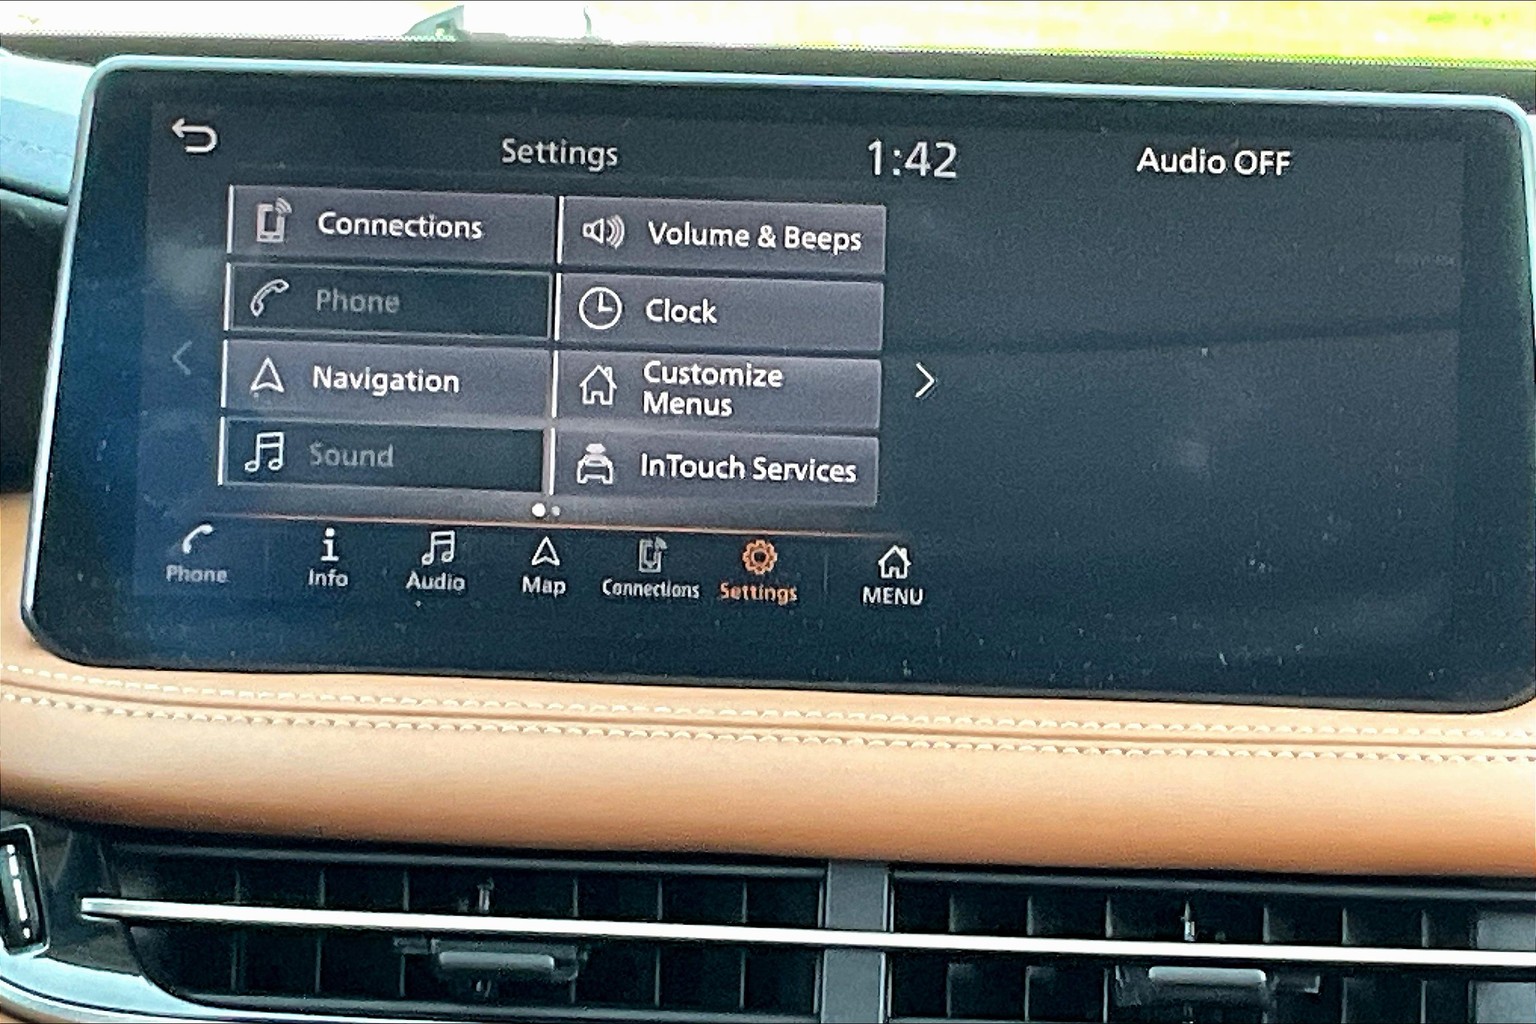 Settings
1:42
Audio OFF
Connections
Volume & Beeps
Phone
Clock
Navigation
Customize
Menus
Sound
InTouch Services
Phone
Info
Audio
Map
Connections
Settings
MENU